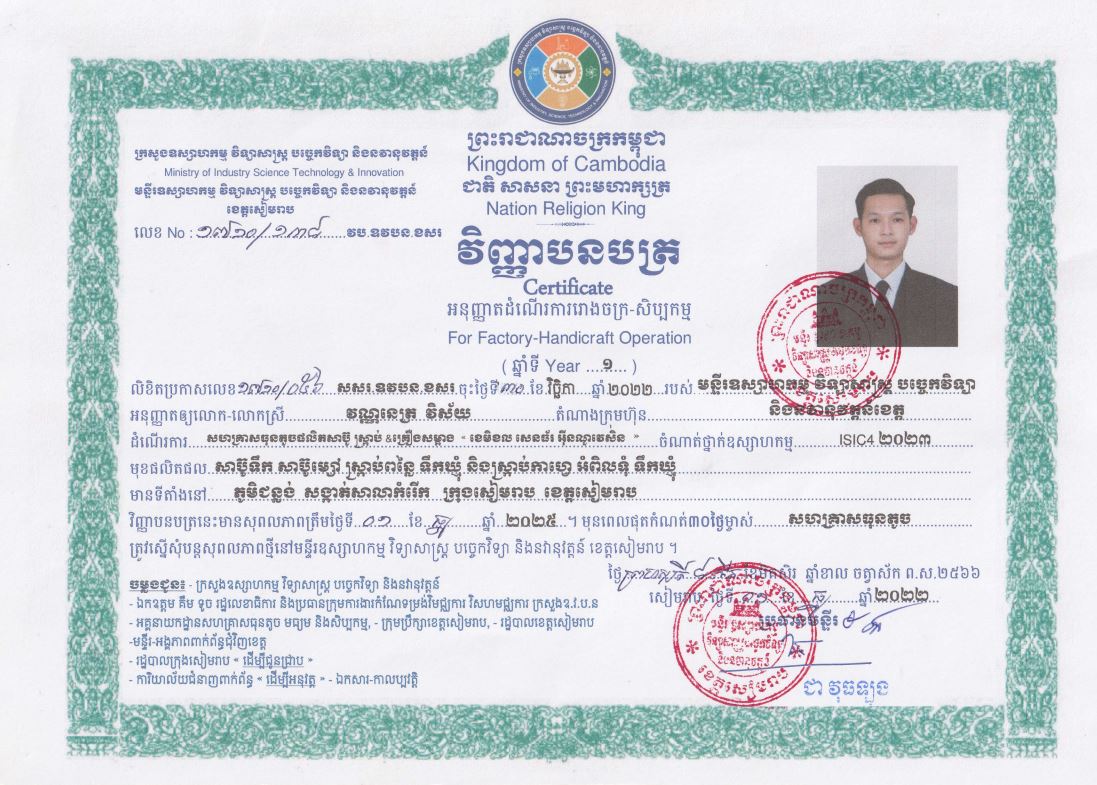 ក្រសួងឧស្សាហកម្ម វិទ្យាសាស្ត្រ បច្ចេកវិទ្យា និងនវានុវត្តន៍
Ministry of Industry Science Technology & Innovation
មន្ទីរឧស្សាហកម្ម វិទ្យាសាស្ត្រ បច្ចេកវិទ្យា និងនវានុវត្តន៍
ខេត្តសៀមរាប
លេខ No : ១៧១០/១៣៨ វប.ឧវបន.ខសរ
ព្រះរាជាណាចក្រកម្ពុជា
Kingdom of Cambodia
ជាតិ សាសនា ព្រះមហាក្សត្រ
Nation Religion King
វិញ្ញាបនបត្រ
Certificate
អនុញ្ញាតដំណើរការរោងចក្រ-សិប្បកម្ម
For Factory-Handicraft Operation
( ឆ្នាំទី Year ....១... )
លិខិតប្រកាសលេខ សសរ.ឧវបន.ខសរ ចុះថ្ងៃទី ៣០ ខែ វិច្ឆិកា ឆ្នាំ ២០២២ របស់ មន្ទីរឧស្សាហកម្ម វិទ្យាសាស្ត្រ បច្ចេកវិទ្យា និងនវានុវត្តន៍ខេត្ត
អនុញ្ញាតឲ្យលោក-លោកស្រី វណ្ណនេត្រ វិស័យ តំណាងក្រុមហ៊ុន
ដំណើរការ សហគ្រាសធុនតូចផលិតសាប៊ូ ស្ក្រាប់ &គ្រឿងសម្អាង « ខេមិខល សេនធ័រ អ៊ីនណូវេសិន » ចំណាត់ថ្នាក់ឧស្សាហកម្ម ISIC4 ២០២៣
មុខផលិតផល សាប៊ូទឹក សាប៊ូម្សៅ ស្ក្រាប់ពន្លៃ ទឹកឃ្មុំ និងស្ក្រាប់កាហ្វេ អំពិលទុំ ទឹកឃ្មុំ
មានទីតាំងនៅ ភូមិជន្លង់ សង្កាត់សាលាកំរើក ក្រុងសៀមរាប ខេត្តសៀមរាប
វិញ្ញាបនបត្រនេះមានសុពលភាពត្រឹមថ្ងៃទី ០១ ខែ ធ្នូ ឆ្នាំ ២០២៥ ។ មុនពេលផុតកំណត់៣០ថ្ងៃម្ចាស់ សហគ្រាសធុនតូច
ត្រូវស្នើសុំបន្តសុពលភាពថ្មីនៅមន្ទីរឧស្សាហកម្ម វិទ្យាសាស្ត្រ បច្ចេកវិទ្យា និងនវានុវត្តន៍ ខេត្តសៀមរាប ។
ថ្ងៃ ខែមិគសិរ ឆ្នាំខាល ចត្វាស័ក ព.ស.២៥៦៦
សៀមរាប ថ្ងៃទី ខែ ធ្នូ ឆ្នាំ ២០២២
ប្រធានមន្ទីរ
ជា វុធឡុង
ចម្លងជូន៖ - ក្រសួងឧស្សាហកម្ម វិទ្យាសាស្ត្រ បច្ចេកវិទ្យា និងនវានុវត្តន៍
- ឯកឧត្តម គឹម ទូច រដ្ឋលេខាធិការ និងប្រធានក្រុមការងារកំណែទម្រង់វិមជ្ឈការ វិសហមជ្ឈការ ក្រសួងឧ.វ.ប.ន
- អគ្គនាយកដ្ឋានសហគ្រាសធុនតូច មធ្យម និងសិប្បកម្ម, - ក្រុមប្រឹក្សាខេត្តសៀមរាប, - រដ្ឋបាលខេត្តសៀមរាប
-មន្ទីរ-អង្គភាពពាក់ព័ន្ធជុំវិញខេត្ត
- រដ្ឋបាលក្រុងសៀមរាប « ដើម្បីជូនជ្រាប »
- ការិយាល័យជំនាញពាក់ព័ន្ធ « ដើម្បីអនុវត្ត » - ឯកសារ-កាលប្បវត្តិ